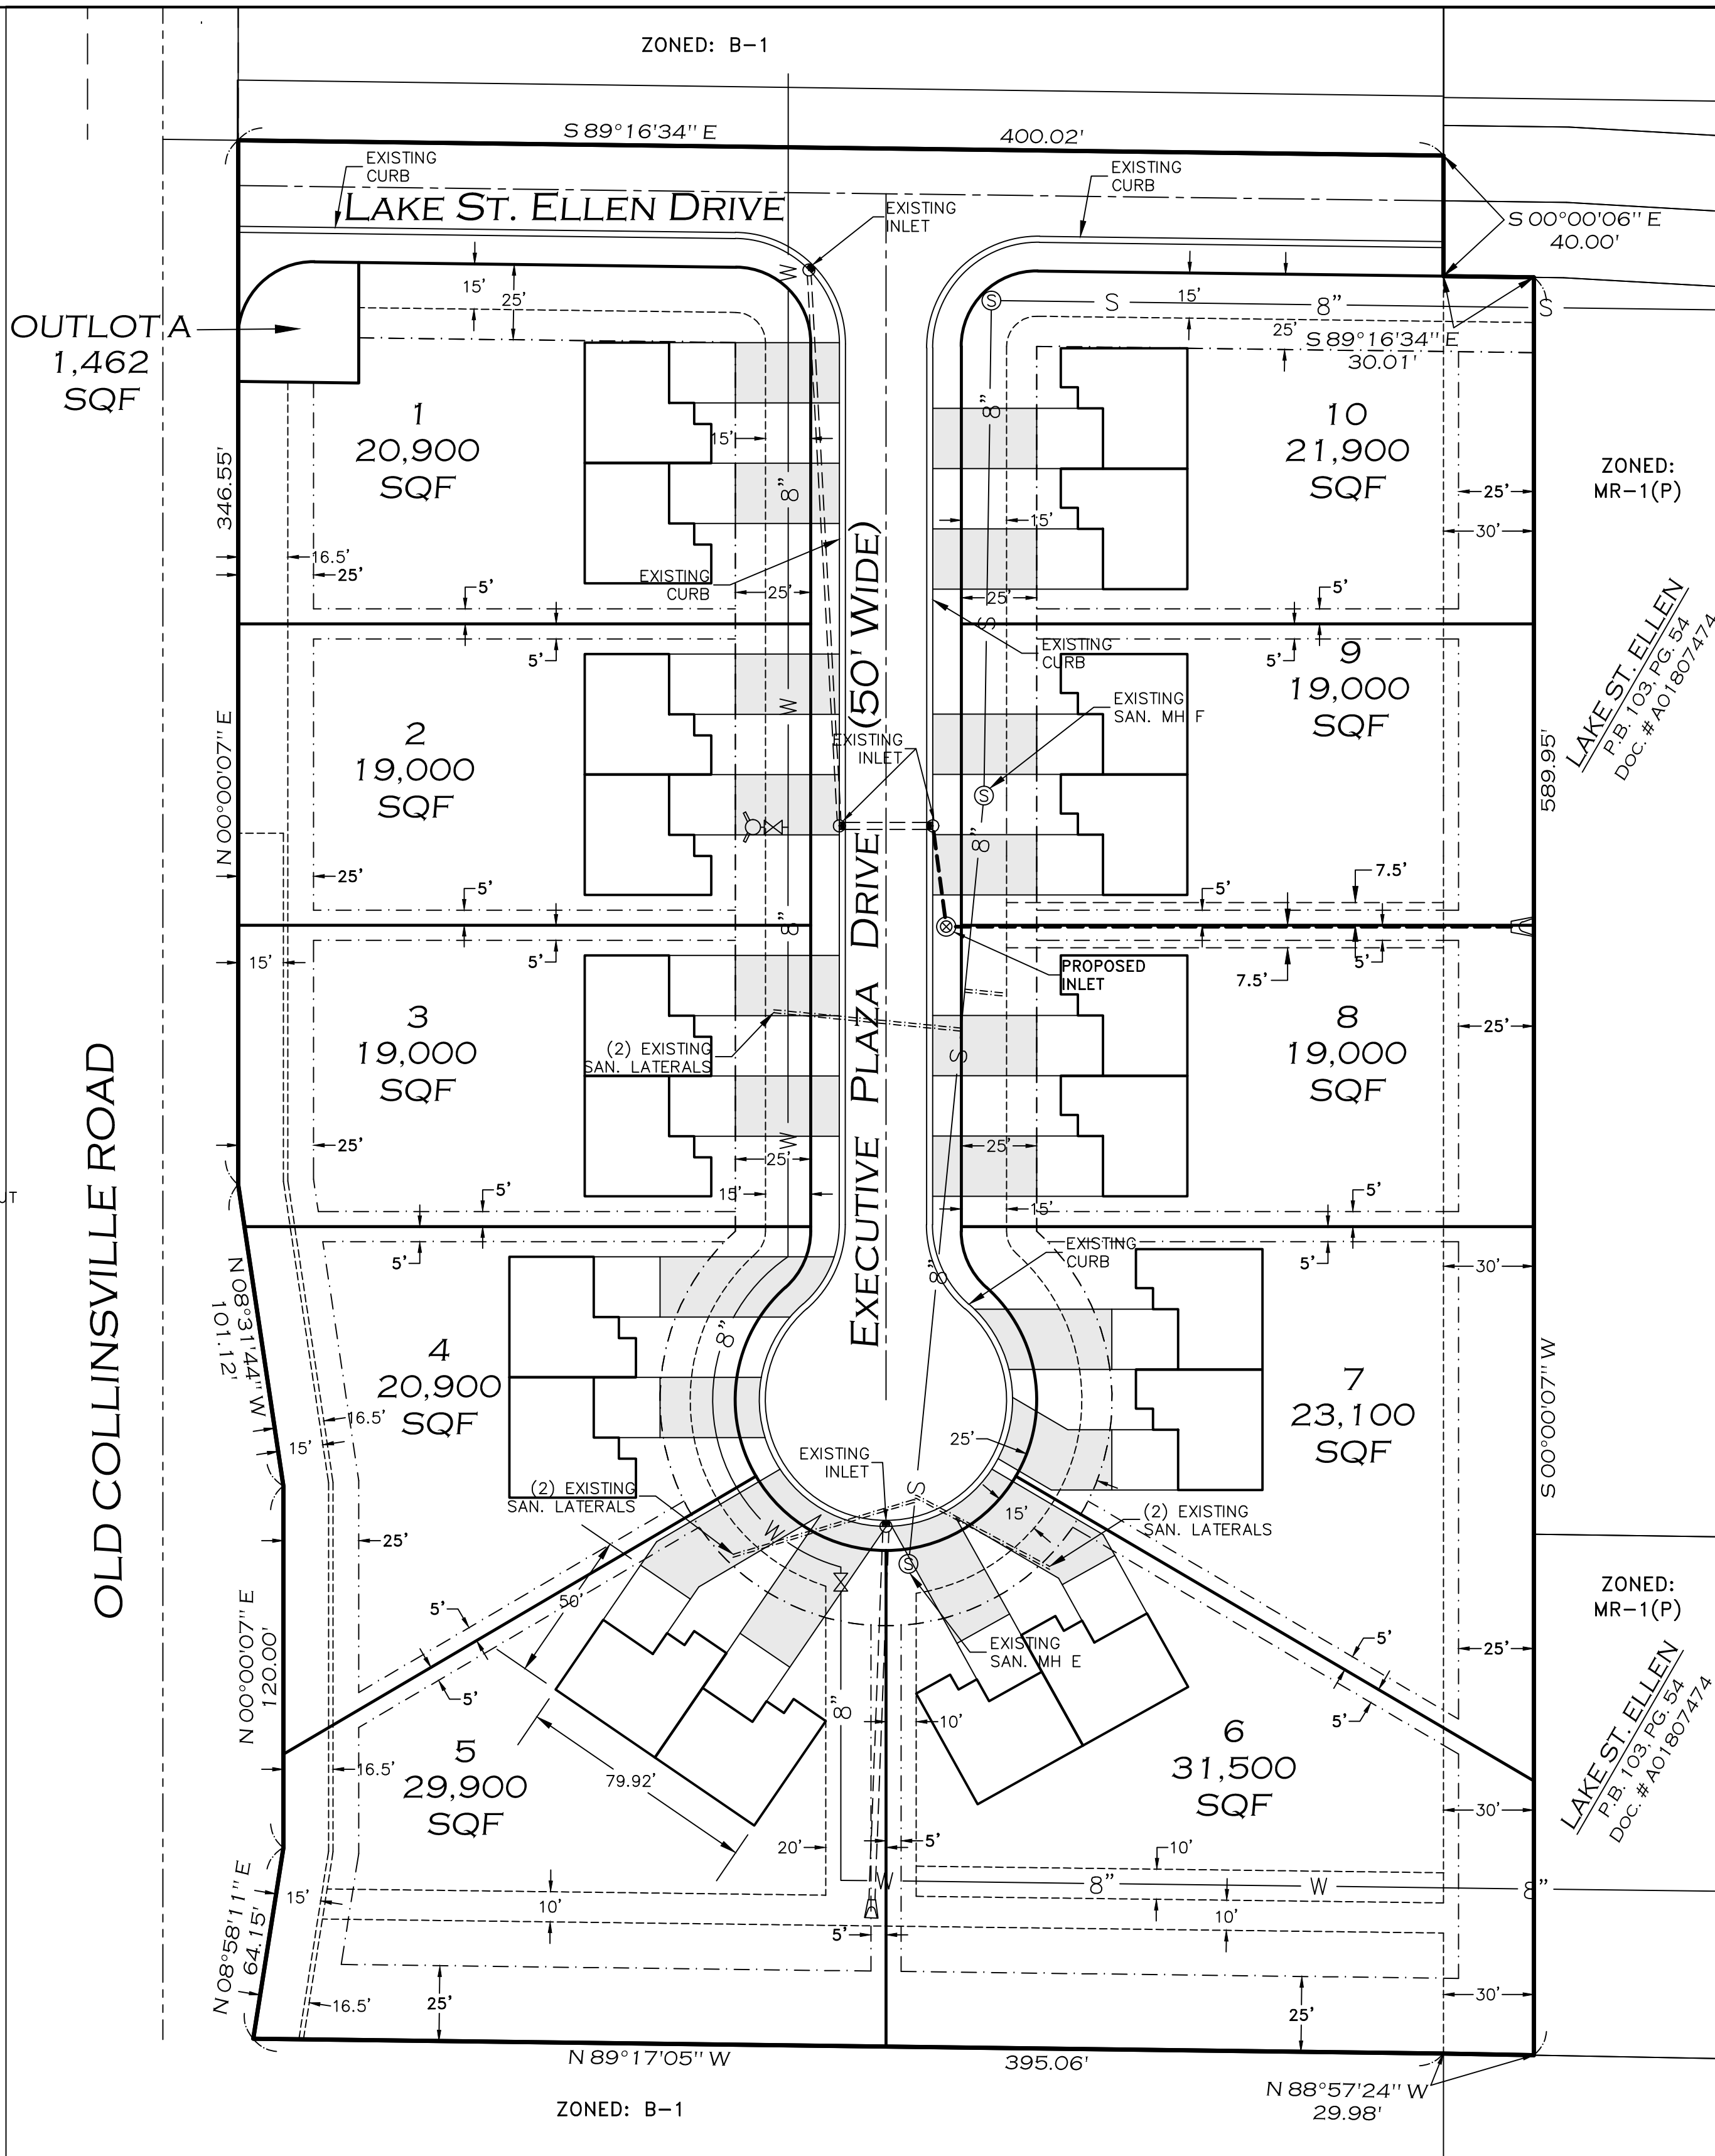 ZONED: B-1
S 89°16'34" E
400.02'
EXISTING
CURB
EXISTING
CURB
LAKE ST. ELLEN DRIVE
EXISTING
INLET
S 00°00'06" E
40.00'
W
15'
25'
S
15'
8"
S
S
25'
S 89°16'34" E
30.01'
OUTLOT A
1,462
SQF
1
20,900
SQF
15'
8"
8"
10
21,900
SQF
ZONED:
MR-1(P)
346.55'
25'
30'
15'
16.5'
25'
EXISTING
CURB
5'
25'
25'
5'
S
(50' WIDE)
5'
EXISTING
CURB
5'
9
19,000
SQF
LAKE ST. ELLEN
P.B. 103, PG. 54
DOC. # A01807474
2
19,000
SQF
W
EXISTING
SAN. MH F
EXISTING
INLET
N 00°00'07" E
589.95'
S
8"
25'
5'
5'
7.5'
8"
5'
15'
PROPOSED
INLET
7.5'
5'
3
19,000
SQF
8
19,000
SQF
25'
(2) EXISTING
SAN. LATERALS
S
EXECUTIVE PLAZA DRIVE
OLD COLLINSVILLE ROAD
25'
W
25'
25'
5'
15'
15'
5'
UT
5'
8"
EXISTING
CURB
5'
30'
N 08°31'44" W
101.12'
4
20,900
SQF
8"
7
23,100
SQF
S 00°00'07" W
16.5'
15'
25'
EXISTING
INLET
(2) EXISTING
SAN. LATERALS
S
15'
(2) EXISTING
SAN. LATERALS
25'
W
S
50'
5'
5'
ZONED:
MR-1(P)
N 00°00'07" E
120.00'
EXISTING
SAN. MH E
25'
5'
8"
10'
5'
5
29,900
SQF
16.5'
79.92'
6
31,500
SQF
30'
LAKE ST. ELLEN
P.B. 103, PG. 54
DOC. # A01807474
20'
5'
10'
N 08°58'11" E
64.15'
15'
W
8"
W
8"
10'
10'
5'
16.5'
25'
25'
30'
N 89°17'05" W
395.06'
N 88°57'24" W
29.98'
ZONED: B-1